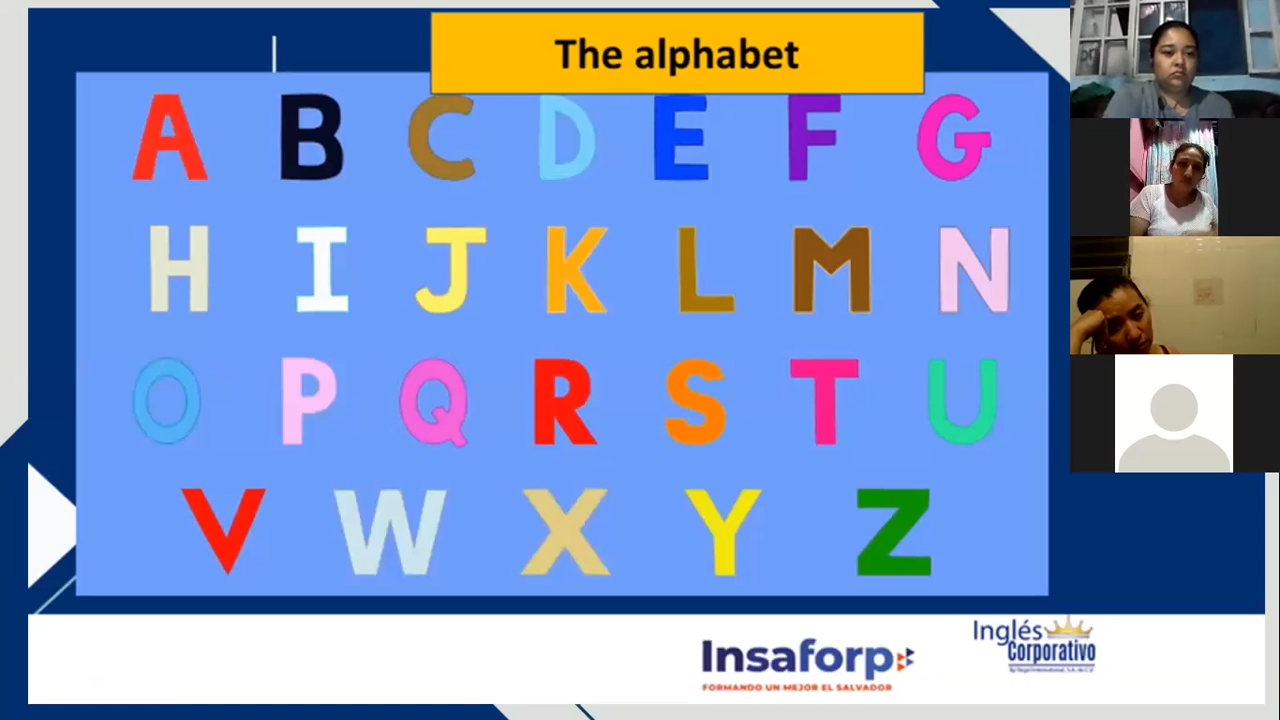 The alphabet
A B C D E F G
H I J K L M N
O P Q R S T U
V W X Y Z
Insaforp
FORMANDO UN MEJOR EL SALVADOR
Inglés
Corporativo